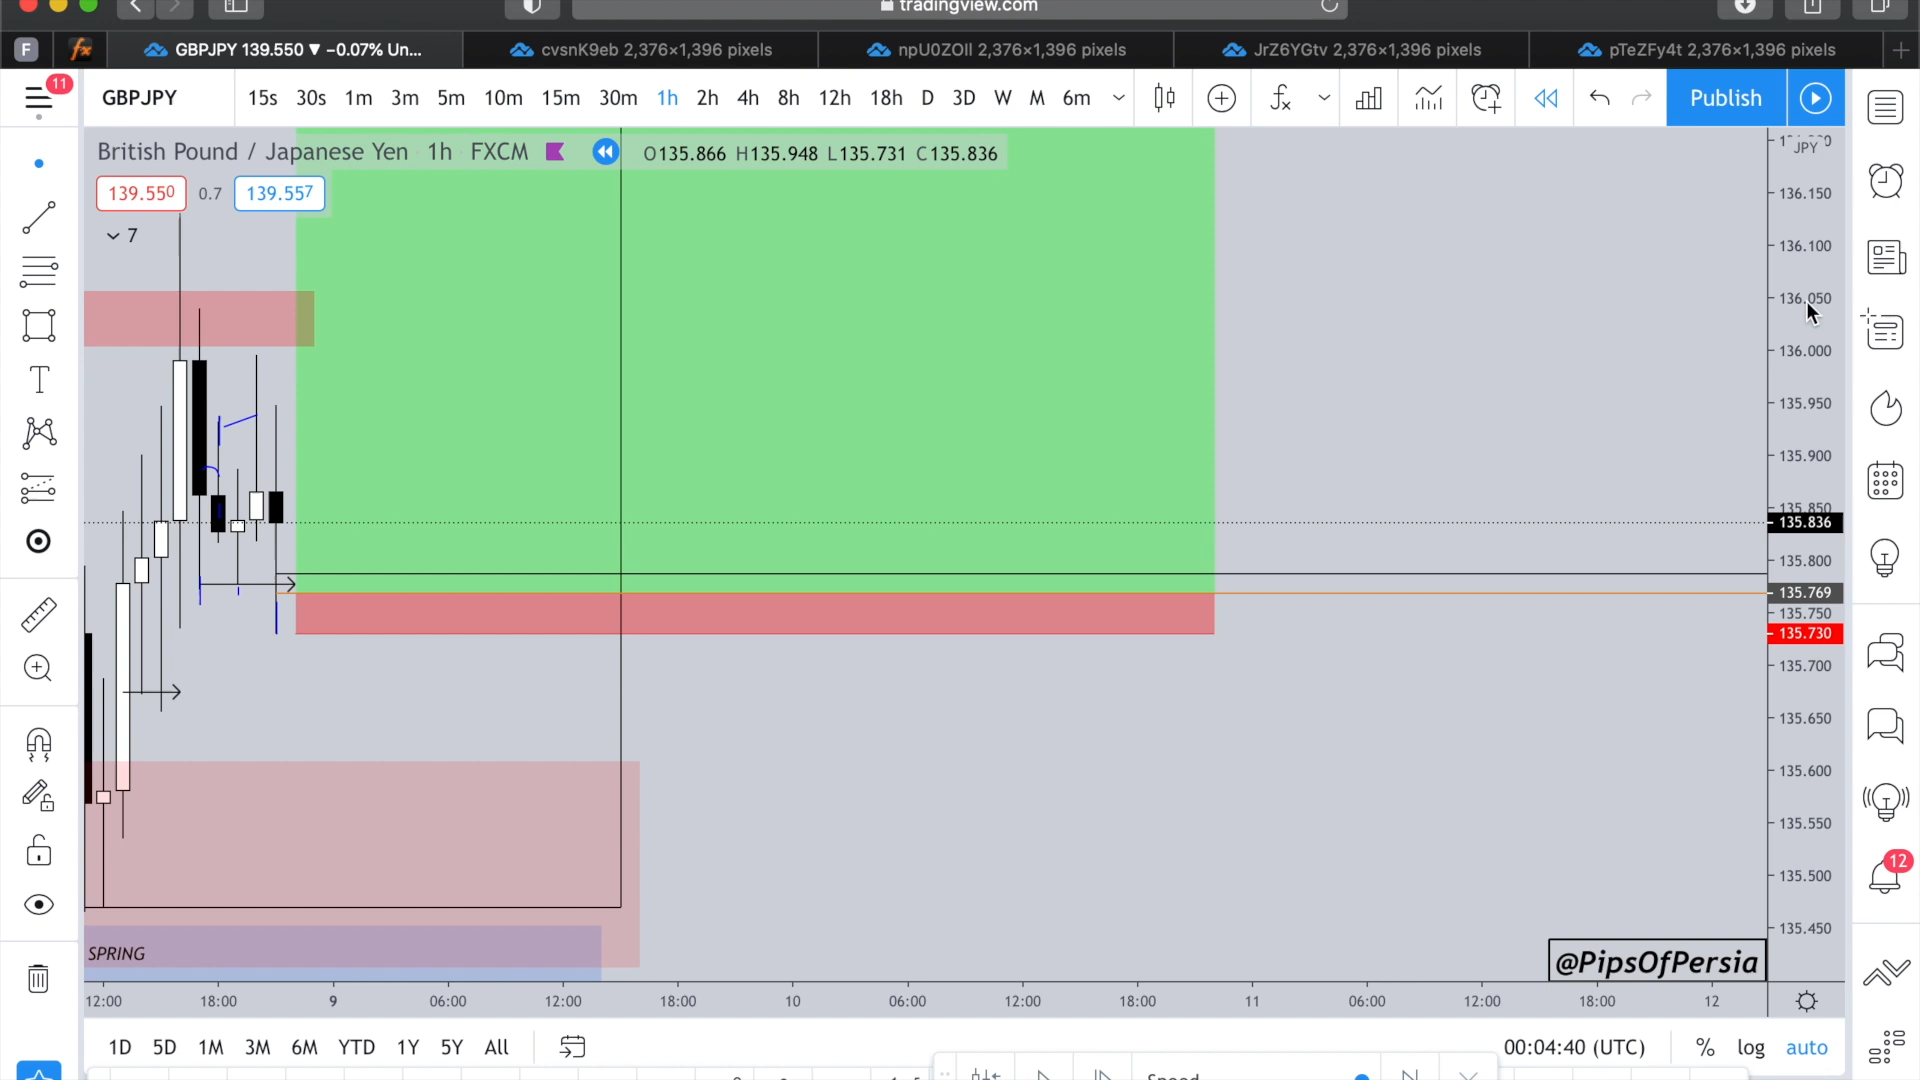 tradingview.com
F fx GBPJPY 139.550 ▼ −0.07% Un... cvsnK9eb 2,376×1,396 pixels npU0ZOll 2,376×1,396 pixels JrZ6YGtv 2,376×1,396 pixels pTeZFy4t 2,376×1,396 pixels
11 GBPJPY 15s 30s 1m 3m 5m 10m 15m 30m 1h 2h 4h 8h 12h 18h D 3D W M 6m Publish
British Pound / Japanese Yen 1h FXCM O135.866 H135.948 L135.731 C135.836
JPY
139.550 0.7 139.557
136.150
7
136.100
136.050
136.000
135.950
135.900
135.850
135.836
135.800
135.769
135.750
135.730
135.700
135.650
135.600
135.550
12
135.500
135.450
SPRING
@PipsOfPersia
12:00 18:00 9 06:00 12:00 18:00 10 06:00 12:00 18:00 11 06:00 12:00 18:00 12
1D 5D 1M 3M 6M YTD 1Y 5Y All 00:04:40 (UTC) % log auto
Speed